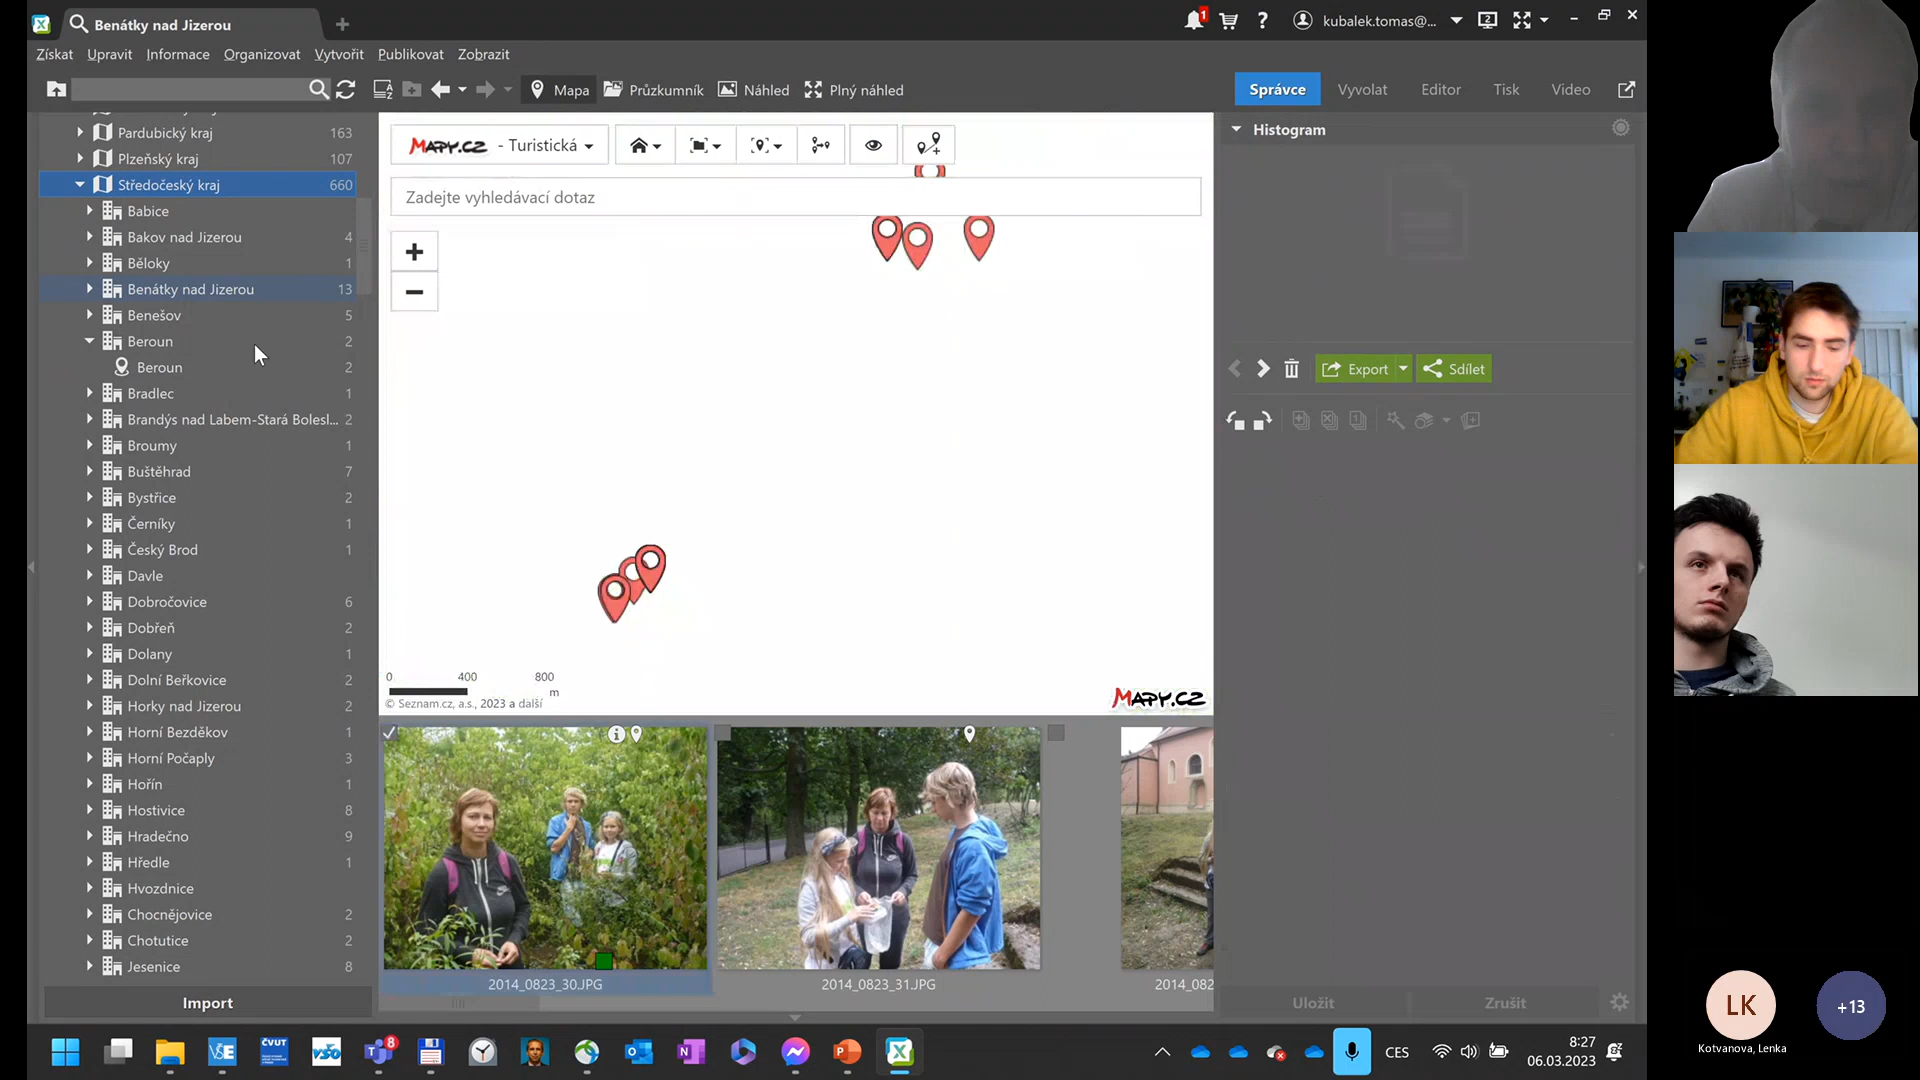 Benátky nad Jizerou
1
kubalek.tomas@...
Získat Upravit Informace Organizovat Vytvořit Publikovat Zobrazit
Mapa Průzkumník Náhled Plný náhled
Správce Vyvolat Editor Tisk Video
Pardubický kraj 163
Plzeňský kraj 107
Středočeský kraj 660
Babice
Bakov nad Jizerou 4
Běloky 1
Benátky nad Jizerou 13
Benešov 5
Beroun 2
Beroun 2
Bradlec 1
Brandýs nad Labem-Stará Bolesl... 2
Broumy 1
Buštěhrad 7
Bystřice 2
Černíky 1
Český Brod 1
Davle
Dobročovice 6
Dobřeň 2
Dolany 1
Dolní Beřkovice 2
Horky nad Jizerou 2
Horní Bezděkov 1
Horní Počaply 3
Hořín 1
Hostivice 8
Hradečno 9
Hředle 1
Hvozdnice
Chocnějovice 2
Chotutice 2
Jesenice 8
Import
Mapy.cz - Turistická
Zadejte vyhledávací dotaz
+
−
0 400 800
m
© Seznam.cz, a.s., 2023 a další
Mapy.cz
2014_0823_30.JPG
2014_0823_31.JPG
2014_082
Histogram
Export
Sdílet
Uložit Zrušit
LK
Kotvanova, Lenka
+13
VŠE
ČVUT
VŠO
8
CES
8:27
06.03.2023